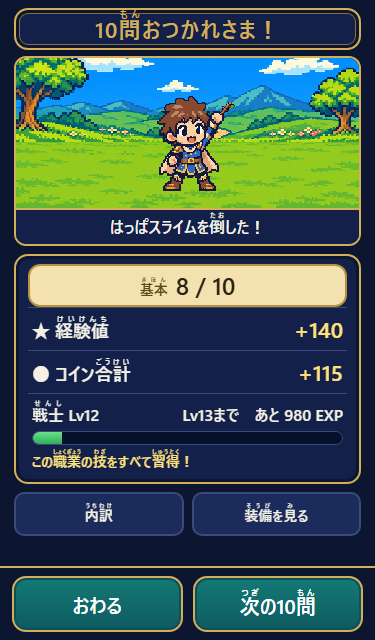 10問おつかれさま！
はっぱスライムを倒した！
基本 8 / 10
★ 経験値 +140
● コイン合計 +115
戦士 Lv12 Lv13まで あと 980 EXP
この職業の技をすべて習得！
内訳 装備を見る
おわる 次の10問